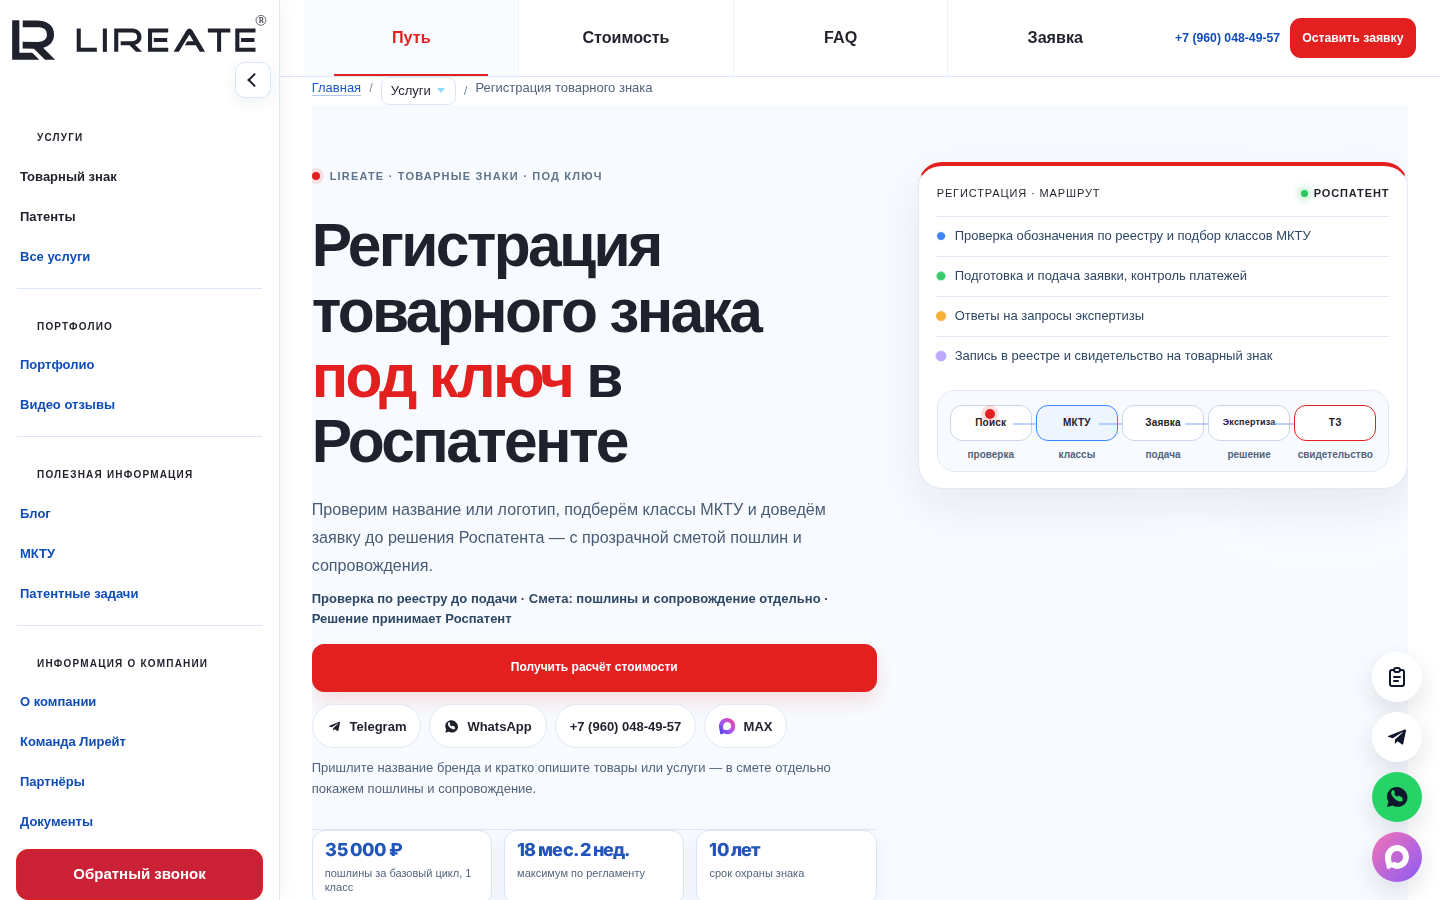 LIREATE®
УСЛУГИ
Товарный знак
Патенты
Все услуги
ПОРТФОЛИО
Портфолио
Видео отзывы
ПОЛЕЗНАЯ ИНФОРМАЦИЯ
Блог
МКТУ
Патентные задачи
ИНФОРМАЦИЯ О КОМПАНИИ
О компании
Команда Лирейт
Партнёры
Документы
Обратный звонок
Путь
Стоимость
FAQ
Заявка
+7 (960) 048-49-57
Оставить заявку
Главная / Услуги / Регистрация товарного знака
LIREATE · ТОВАРНЫЕ ЗНАКИ · ПОД КЛЮЧ
Регистрация
товарного знака
под ключ в
Роспатенте
Проверим название или логотип, подберём классы МКТУ и доведём
заявку до решения Роспатента — с прозрачной сметой пошлин и
сопровождения.
Проверка по реестру до подачи · Смета: пошлины и сопровождение отдельно ·
Решение принимает Роспатент
Получить расчёт стоимости
Telegram
WhatsApp
+7 (960) 048-49-57
MAX
Пришлите название бренда и кратко опишите товары или услуги — в смете отдельно
покажем пошлины и сопровождение.
35 000 ₽
пошлины за базовый цикл, 1
класс
18 мес. 2 нед.
максимум по регламенту
10 лет
срок охраны знака
РЕГИСТРАЦИЯ · МАРШРУТ
РОСПАТЕНТ
Проверка обозначения по реестру и подбор классов МКТУ
Подготовка и подача заявки, контроль платежей
Ответы на запросы экспертизы
Запись в реестре и свидетельство на товарный знак
Поиск
МКТУ
Заявка
Экспертиза
ТЗ
проверка
классы
подача
решение
свидетельство